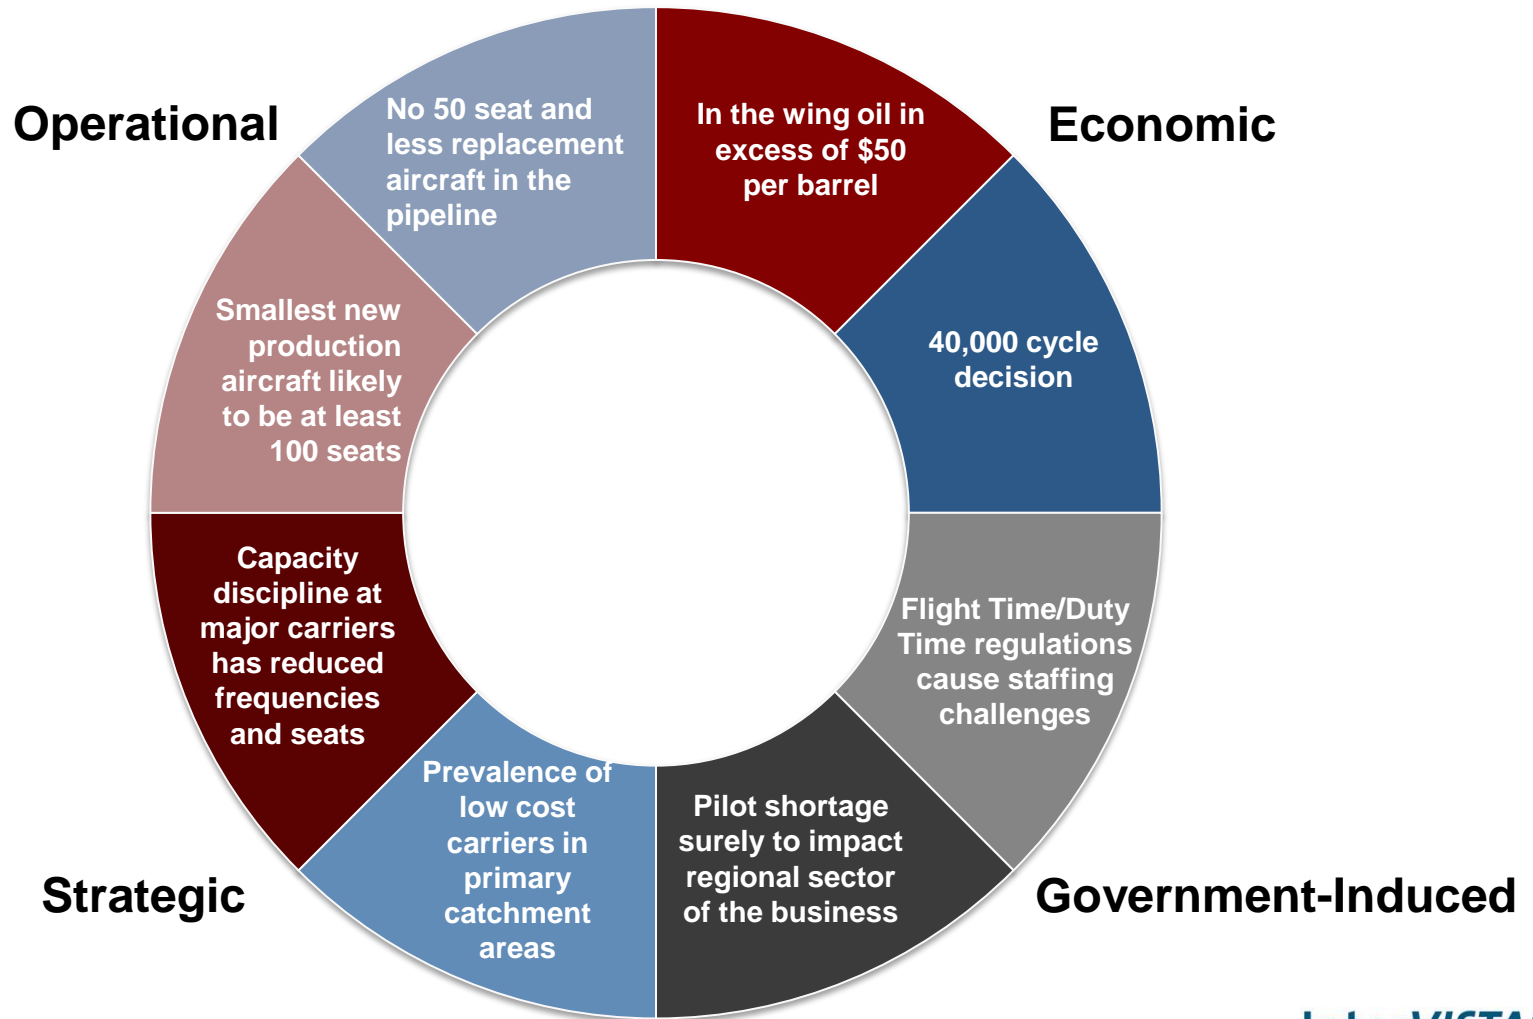 Operational
No 50 seat and
less replacement
aircraft in the
pipeline
In the wing oil in
excess of $50
per barrel
Economic
Smallest new
production
aircraft likely
to be at least
100 seats
40,000 cycle
decision
Capacity
discipline at
major carriers
has reduced
frequencies
and seats
Flight Time/Duty
Time regulations
cause staffing
challenges
Prevalence of
low cost
carriers in
primary
catchment
areas
Pilot shortage
surely to impact
regional sector
of the business
Strategic
Government-Induced